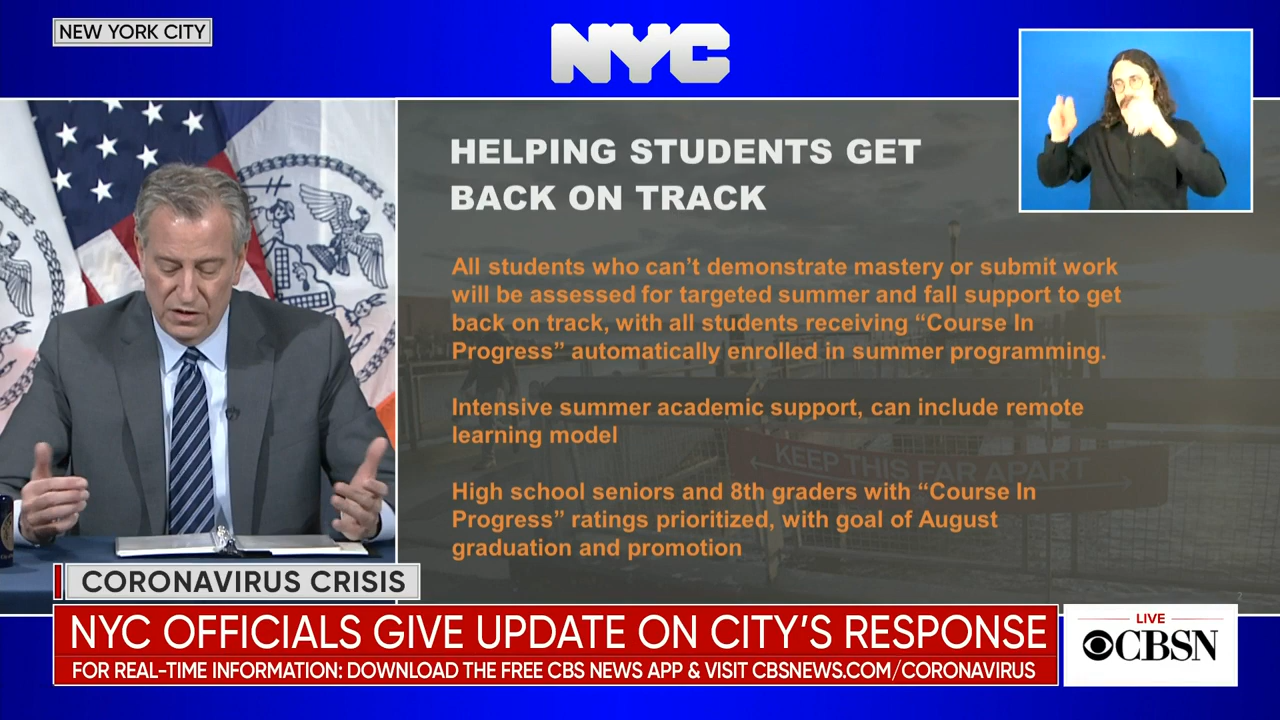 NEW YORK CITY
NYC
HELPING STUDENTS GET
BACK ON TRACK
All students who can’t demonstrate mastery or submit work
will be assessed for targeted summer and fall support to get
back on track, with all students receiving “Course In
Progress” automatically enrolled in summer programming.
Intensive summer academic support, can include remote
learning model
KEEP THIS FAR APART
High school seniors and 8th graders with “Course In
Progress” ratings prioritized, with goal of August
graduation and promotion
2
CORONAVIRUS CRISIS
NYC OFFICIALS GIVE UPDATE ON CITY’S RESPONSE
FOR REAL-TIME INFORMATION: DOWNLOAD THE FREE CBS NEWS APP & VISIT CBSNEWS.COM/CORONAVIRUS
LIVE
CBSN